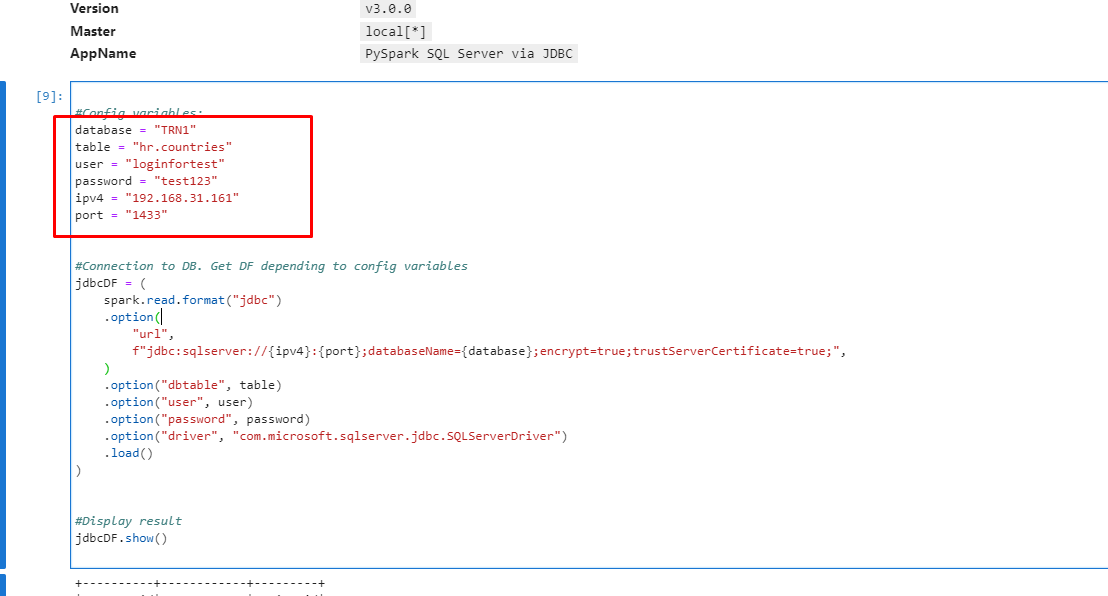 Version v3.0.0
Master local[*]
AppName PySpark SQL Server via JDBC
[9]:
#Config variables:
database = "TRN1"
table = "hr.countries"
user = "loginfortest"
password = "test123"
ipv4 = "192.168.31.161"
port = "1433"
#Connection to DB. Get DF depending to config variables
jdbcDF = (
    spark.read.format("jdbc")
    .option(
        "url",
        f"jdbc:sqlserver://{ipv4}:{port};databaseName={database};encrypt=true;trustServerCertificate=true;",
    )
    .option("dbtable", table)
    .option("user", user)
    .option("password", password)
    .option("driver", "com.microsoft.sqlserver.jdbc.SQLServerDriver")
    .load()
)
#Display result
jdbcDF.show()
+----------+------------+---------+